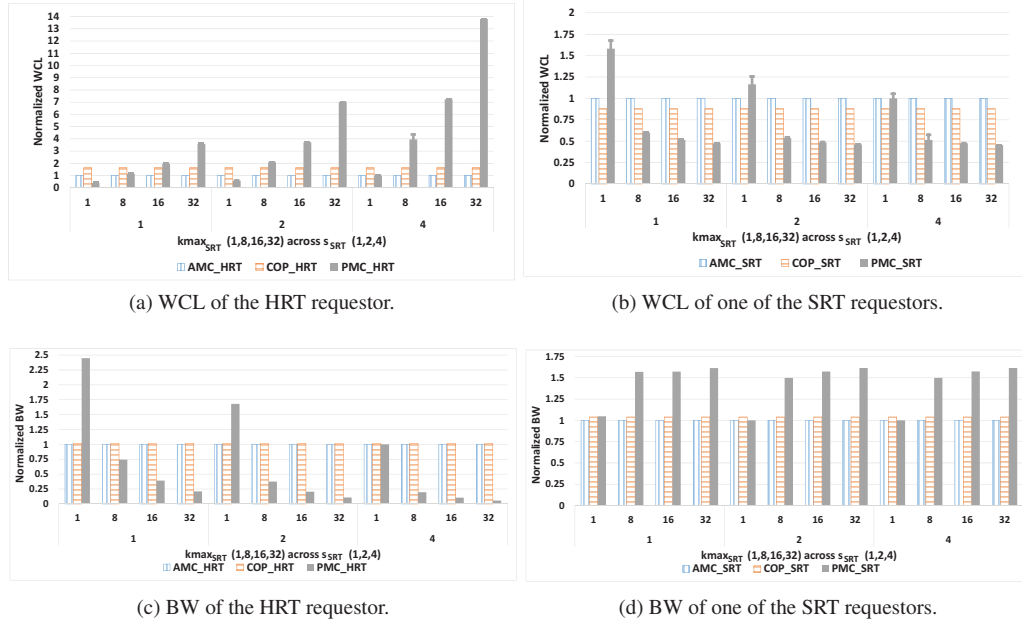 Normalized WCL
14
13
12
11
10
9
8
7
6
5
4
3
2
1
0
1 8 16 32 1 8 16 32 1 8 16 32
1 2 4
kmaxSRT (1,8,16,32) across sSRT (1,2,4)
AMC_HRT COP_HRT PMC_HRT
(a) WCL of the HRT requestor.
Normalized WCL
2
1.75
1.5
1.25
1
0.75
0.5
0.25
0
1 8 16 32 1 8 16 32 1 8 16 32
1 2 4
kmaxSRT (1,8,16,32) across sSRT (1,2,4)
AMC_SRT COP_SRT PMC_SRT
(b) WCL of one of the SRT requestors.
Normalized BW
2.5
2.25
2
1.75
1.5
1.25
1
0.75
0.5
0.25
0
1 8 16 32 1 8 16 32 1 8 16 32
1 2 4
kmaxSRT (1,8,16,32) across sSRT (1,2,4)
AMC_HRT COP_HRT PMC_HRT
(c) BW of the HRT requestor.
Normalized BW
1.75
1.5
1.25
1
0.75
0.5
0.25
0
1 8 16 32 1 8 16 32 1 8 16 32
1 2 4
kmaxSRT (1,8,16,32) across sSRT (1,2,4)
AMC_SRT COP_SRT PMC_SRT
(d) BW of one of the SRT requestors.